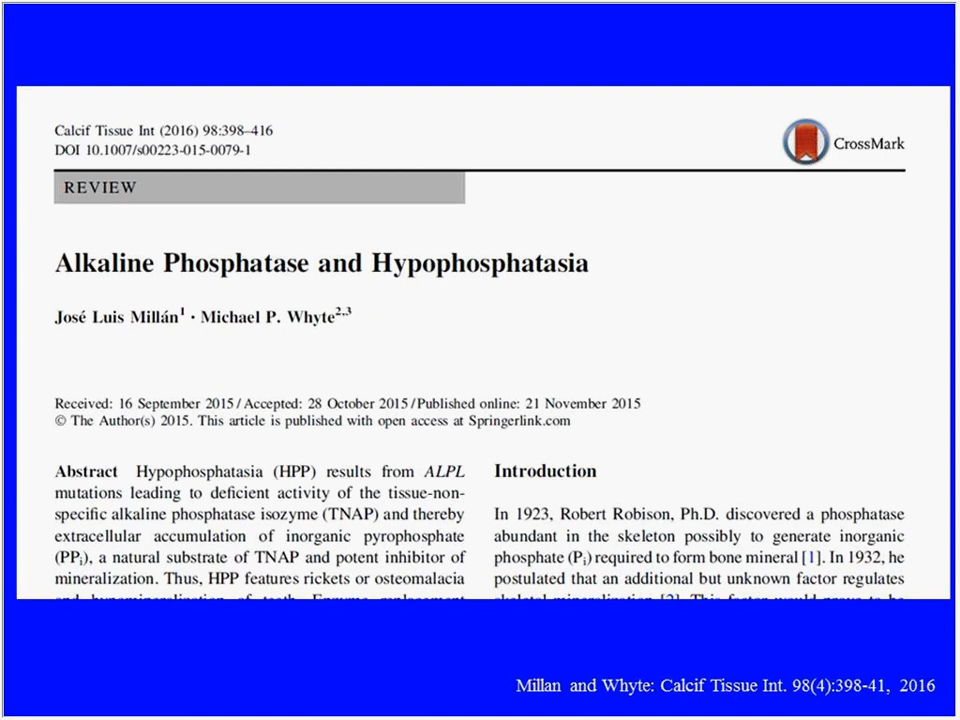 Calcif Tissue Int (2016) 98:398–416
DOI 10.1007/s00223-015-0079-1
CrossMark
REVIEW
Alkaline Phosphatase and Hypophosphatasia
José Luis Millán1 · Michael P. Whyte2,3
Received: 16 September 2015 / Accepted: 28 October 2015 / Published online: 21 November 2015
© The Author(s) 2015. This article is published with open access at Springerlink.com
Abstract Hypophosphatasia (HPP) results from ALPL
mutations leading to deficient activity of the tissue-non-
specific alkaline phosphatase isozyme (TNAP) and thereby
extracellular accumulation of inorganic pyrophosphate
(PPi), a natural substrate of TNAP and potent inhibitor of
mineralization. Thus, HPP features rickets or osteomalacia
Introduction
In 1923, Robert Robison, Ph.D. discovered a phosphatase
abundant in the skeleton possibly to generate inorganic
phosphate (Pi) required to form bone mineral [1]. In 1932, he
postulated that an additional but unknown factor regulates
Millan and Whyte: Calcif Tissue Int. 98(4):398-41, 2016